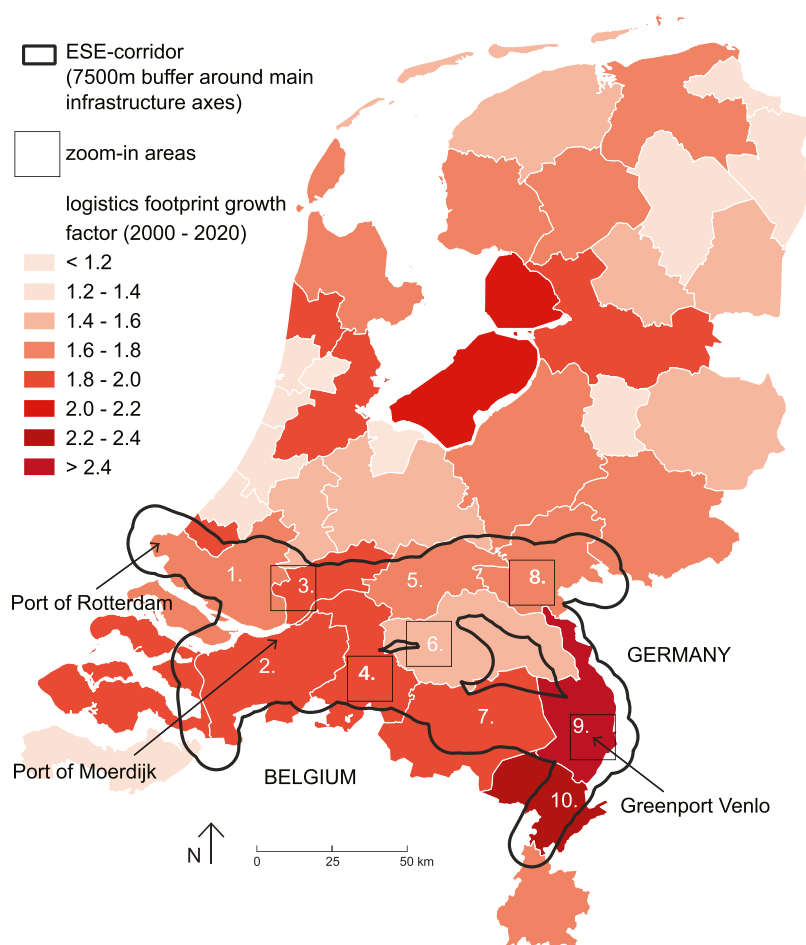 ESE-corridor
(7500m buffer around main
infrastructure axes)
zoom-in areas
logistics footprint growth
factor (2000 - 2020)
< 1.2
1.2 - 1.4
1.4 - 1.6
1.6 - 1.8
1.8 - 2.0
2.0 - 2.2
2.2 - 2.4
> 2.4
1.
3.
5.
8.
Port of Rotterdam
6.
2.
4.
GERMANY
7.
9.
Port of Moerdijk
BELGIUM
10.
Greenport Venlo
N
0
25
50 km